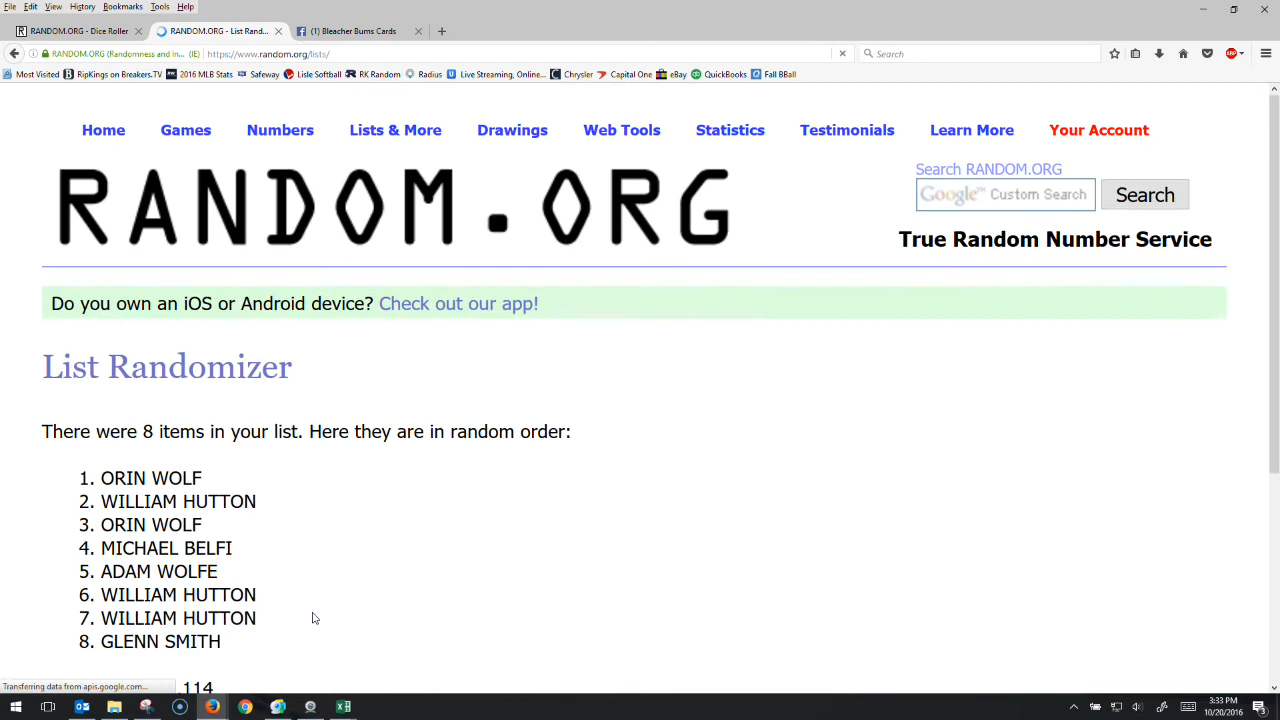 File Edit View History Bookmarks Tools Help
RANDOM.ORG - Dice Roller
RANDOM.ORG - List Rand...
(1) Bleacher Bums Cards
RANDOM.ORG (Randomness and In... (IE)
https://www.random.org/lists/
Search
Most Visited RipKings on Breakers.TV 2016 MLB Stats Safeway Lisle Softball RK Random Radius Live Streaming, Online... Chrysler Capital One eBay QuickBooks Fall BBall
Home Games Numbers Lists & More Drawings Web Tools Statistics Testimonials Learn More Your Account
RANDOM.ORG
Search RANDOM.ORG
Google™ Custom Search
Search
True Random Number Service
Do you own an iOS or Android device? Check out our app!
List Randomizer
There were 8 items in your list. Here they are in random order:
1. ORIN WOLF
2. WILLIAM HUTTON
3. ORIN WOLF
4. MICHAEL BELFI
5. ADAM WOLFE
6. WILLIAM HUTTON
7. WILLIAM HUTTON
8. GLENN SMITH
.114
Transferring data from apis.google.com...
3:33 PM
10/20/2016